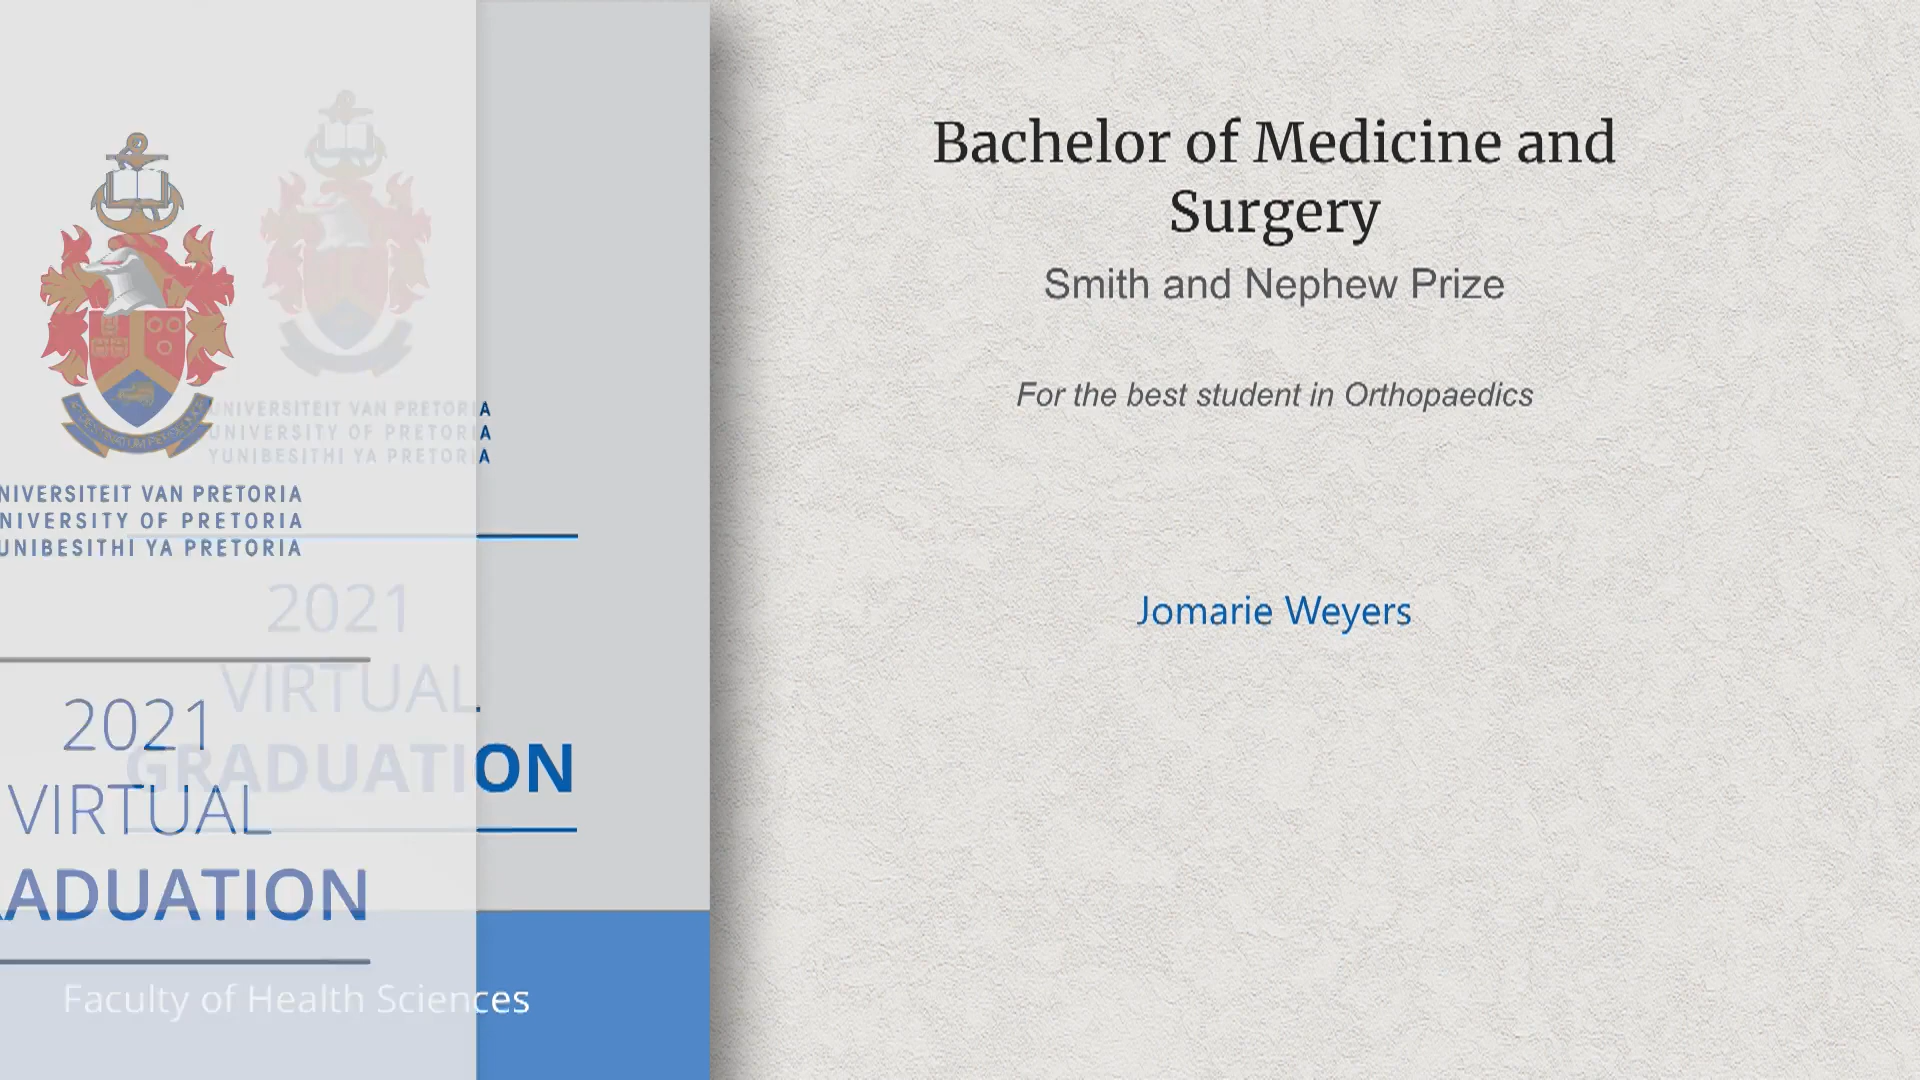 UNIVERSITEIT VAN PRETORIA
UNIVERSITY OF PRETORIA
YUNIBESITHI YA PRETORIA
2021
VIRTUAL
GRADUATION
NIVERSITEIT VAN PRETORIA
NIVERSITY OF PRETORIA
UNIBESITHI YA PRETORIA
2021
VIRTUAL
ADUATION
Faculty of Health Sciences
Bachelor of Medicine and
Surgery
Smith and Nephew Prize
For the best student in Orthopaedics
Jomarie Weyers